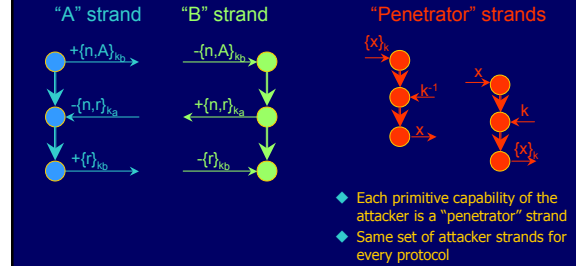 “A” strand
“B” strand
“Penetrator” strands
+{n,A}kb
-{n,A}kb
{x}k
-{n,r}ka
+{n,r}ka
k-1
x
x
k
+{r}kb
-{r}kb
{x}k
Each primitive capability of the
attacker is a “penetrator” strand
Same set of attacker strands for
every protocol